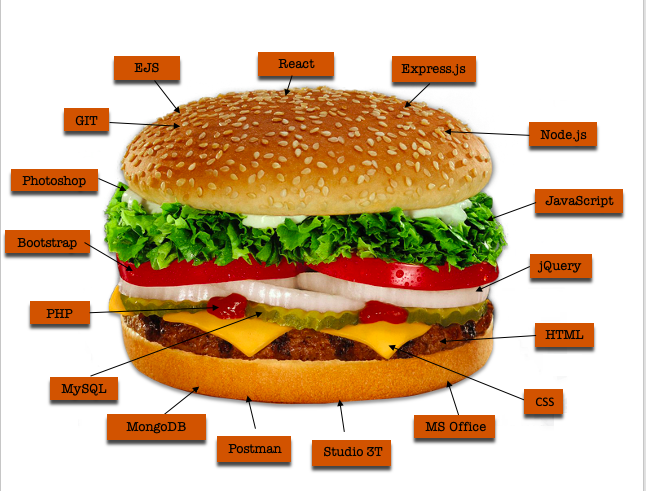 EJS
React
Express.js
GIT
Node.js
Photoshop
JavaScript
Bootstrap
jQuery
PHP
HTML
MySQL
CSS
MongoDB
MS Office
Postman
Studio 3T